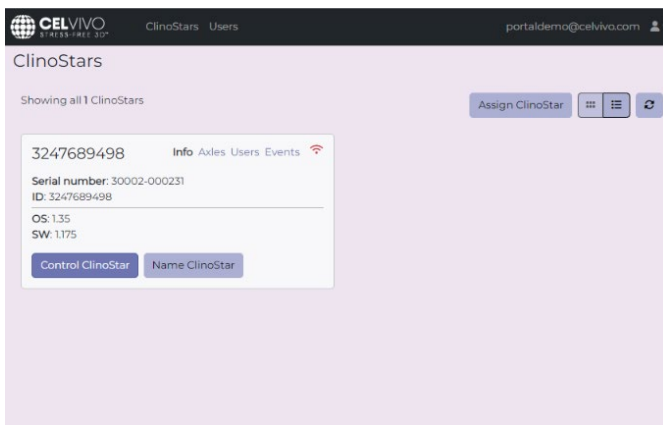 CELVIVO
STRESS-FREE 3D™
ClinoStars Users
portaldemo@celvivo.com
ClinoStars
Showing all 1 ClinoStars
Assign ClinoStar
3247689498
Info Axles Users Events
Serial number: 30002-000231
ID: 3247689498
OS: 1.35
SW: 1.175
Control ClinoStar
Name ClinoStar